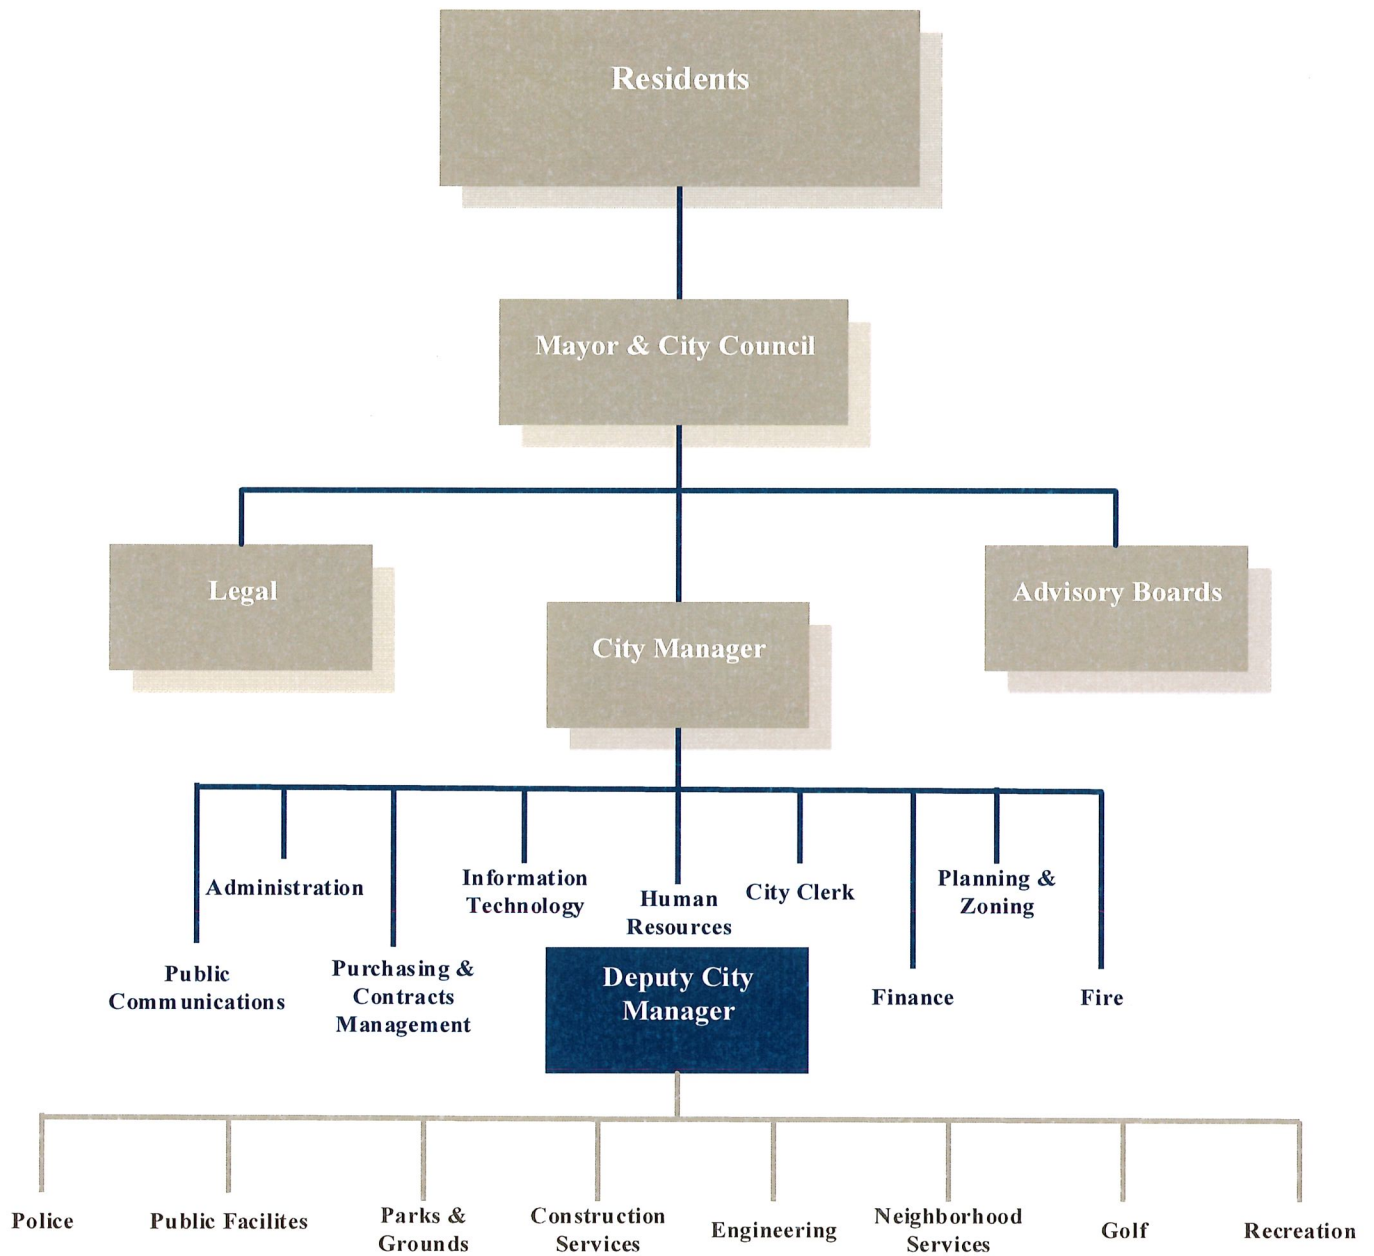 Residents
Mayor & City Council
Legal
Advisory Boards
City Manager
Administration
Information
Technology
Human
Resources
City Clerk
Planning &
Zoning
Public
Communications
Purchasing &
Contracts
Management
Finance
Fire
Deputy City
Manager
Police
Public Facilites
Parks &
Grounds
Construction
Services
Engineering
Neighborhood
Services
Golf
Recreation